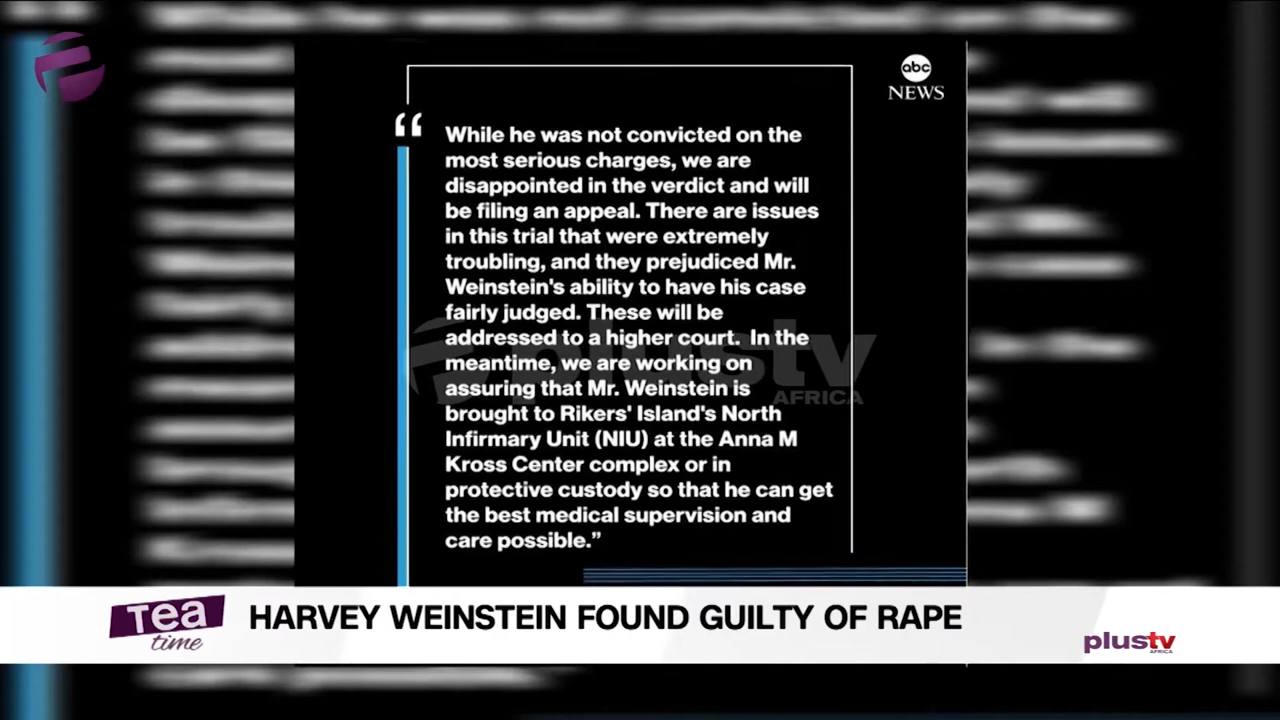 abc
NEWS
“
While he was not convicted on the
most serious charges, we are
disappointed in the verdict and will
be filing an appeal. There are issues
in this trial that were extremely
troubling, and they prejudiced Mr.
Weinstein's ability to have his case
fairly judged. These will be
addressed to a higher court.  In the
meantime, we are working on
assuring that Mr. Weinstein is
brought to Rikers' Island's North
Infirmary Unit (NIU) at the Anna M
Kross Center complex or in
protective custody so that he can get
the best medical supervision and
care possible.”
plustv
AFRICA
Tea
time
HARVEY WEINSTEIN FOUND GUILTY OF RAPE
plustv
AFRICA